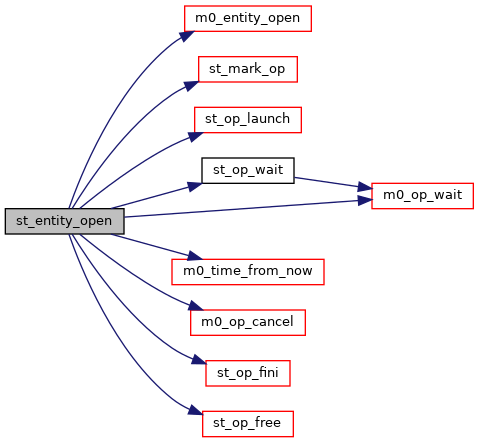 m0_entity_open
st_mark_op
st_op_launch
st_op_wait
m0_op_wait
st_entity_open
m0_time_from_now
m0_op_cancel
st_op_fini
st_op_free